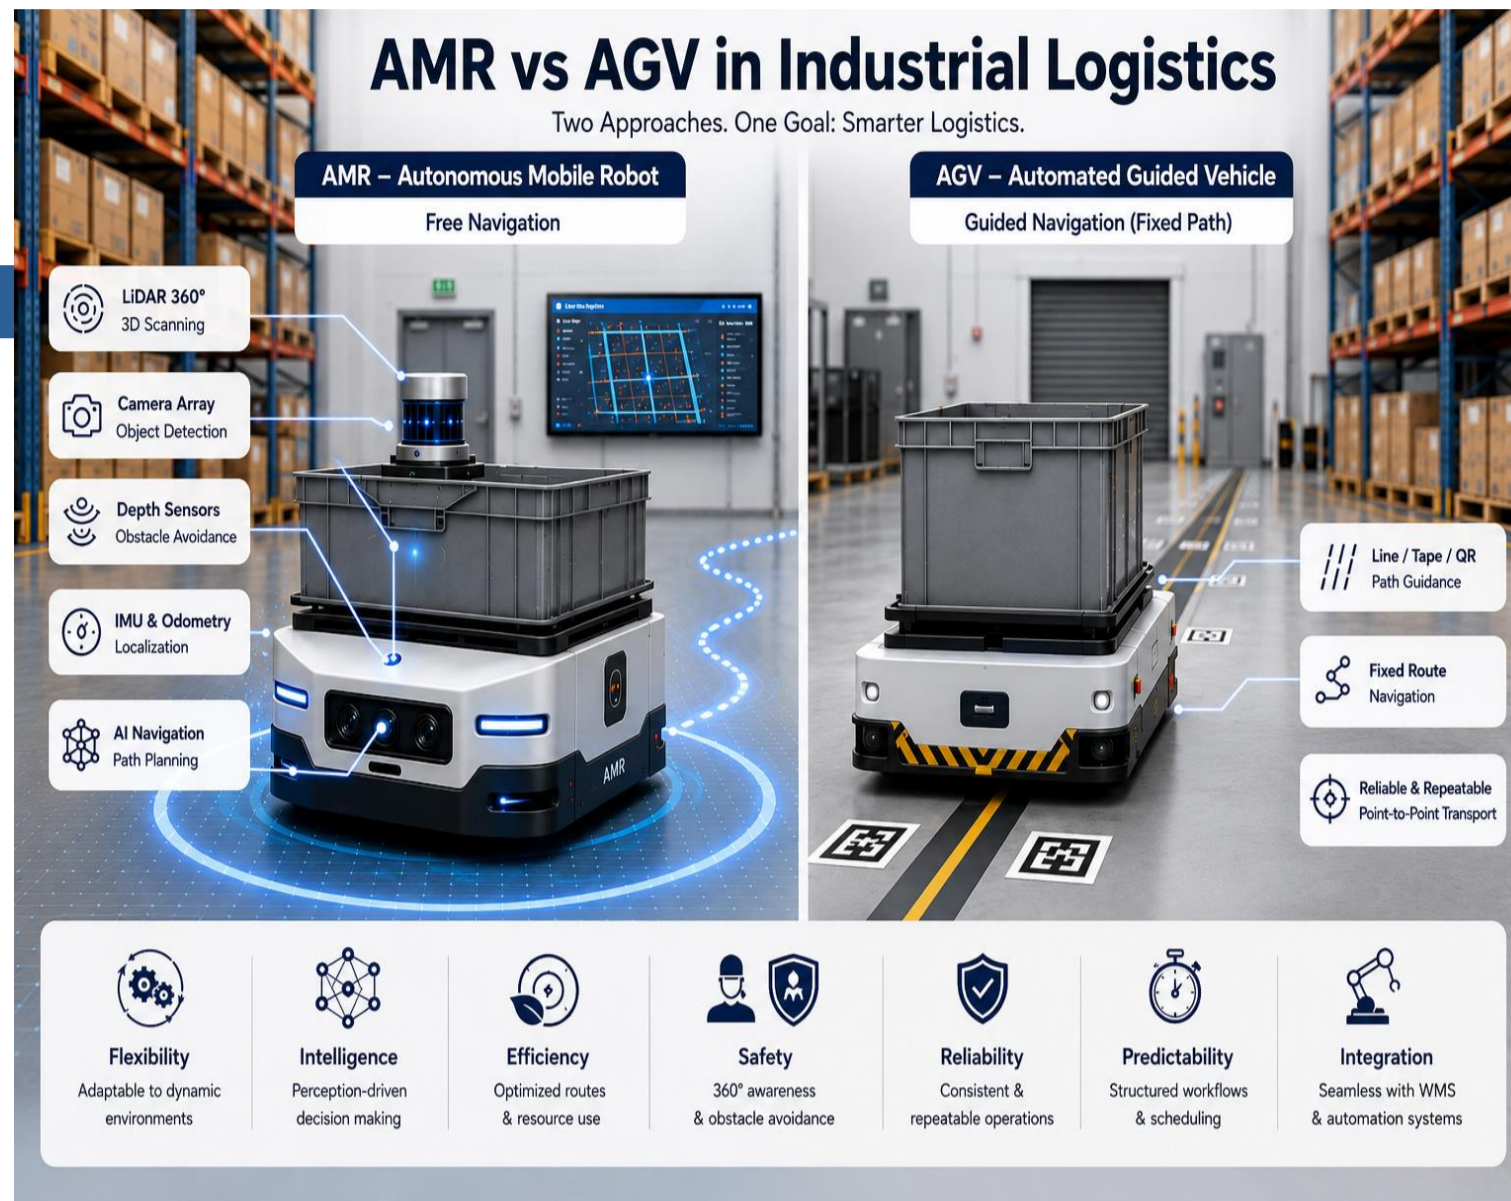 AMR vs AGV in Industrial Logistics
Two Approaches. One Goal: Smarter Logistics.
AMR – Autonomous Mobile Robot
Free Navigation
AGV – Automated Guided Vehicle
Guided Navigation (Fixed Path)
LiDAR 360°
3D Scanning
Camera Array
Object Detection
Depth Sensors
Obstacle Avoidance
IMU & Odometry
Localization
AI Navigation
Path Planning
AMR
Line / Tape / QR
Path Guidance
Fixed Route
Navigation
Reliable & Repeatable
Point-to-Point Transport
Flexibility
Adaptable to dynamic
environments
Intelligence
Perception-driven
decision making
Efficiency
Optimized routes
& resource use
Safety
360° awareness
& obstacle avoidance
Reliability
Consistent &
repeatable operations
Predictability
Structured workflows
& scheduling
Integration
Seamless with WMS
& automation systems